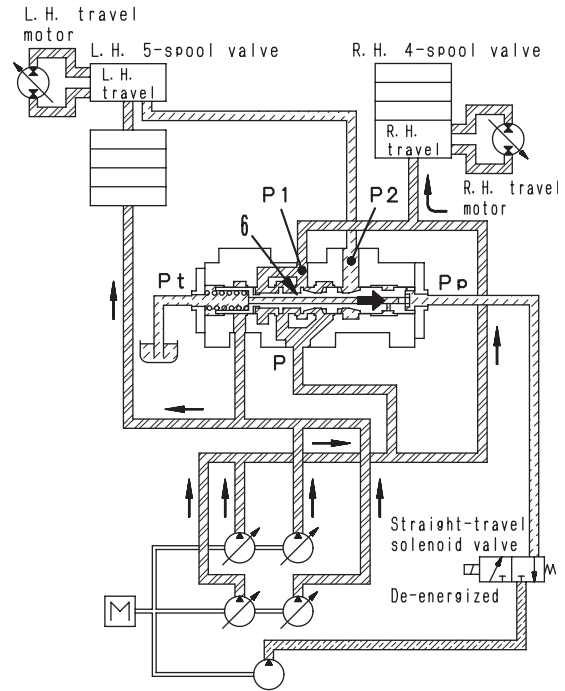 L.H. travel
motor
L.H. 5-spool valve
L.H.
travel
R.H. 4-spool valve
R.H.
travel
R.H. travel
motor
P1
6
P2
Pt
Pp
P
Straight-travel
solenoid valve
De-energized
M